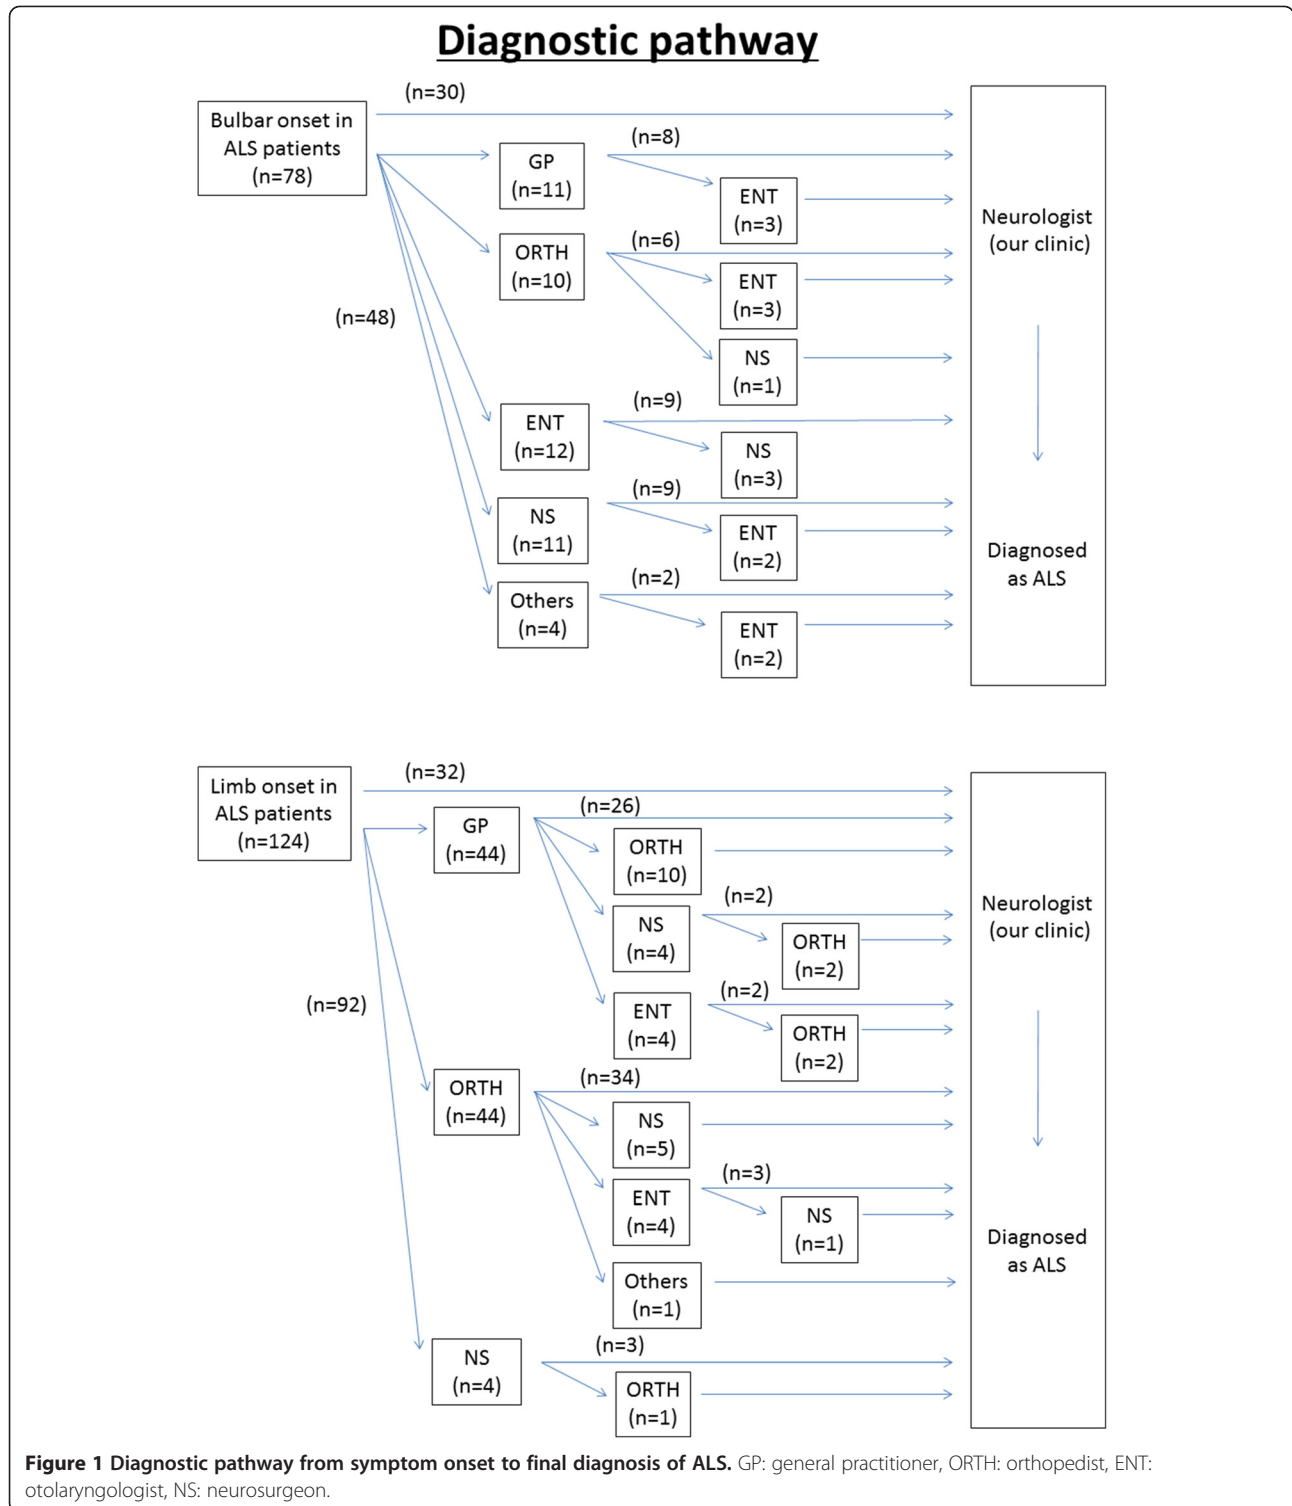 Diagnostic pathway
(n=30)
Bulbar onset in
ALS patients
(n=78)
(n=8)
GP
(n=11)
ENT
(n=3)
Neurologist
(our clinic)
(n=6)
ORTH
(n=10)
ENT
(n=3)
(n=48)
NS
(n=1)
(n=9)
ENT
(n=12)
NS
(n=3)
(n=9)
NS
(n=11)
ENT
(n=2)
Diagnosed
as ALS
(n=2)
Others
(n=4)
ENT
(n=2)
(n=32)
Limb onset in
ALS patients
(n=124)
(n=26)
GP
(n=44)
ORTH
(n=10)
(n=2)
NS
(n=4)
ORTH
(n=2)
Neurologist
(our clinic)
(n=92)
(n=2)
ENT
(n=4)
ORTH
(n=2)
(n=34)
ORTH
(n=44)
NS
(n=5)
(n=3)
ENT
(n=4)
NS
(n=1)
Diagnosed
as ALS
Others
(n=1)
(n=3)
NS
(n=4)
ORTH
(n=1)
Figure 1 Diagnostic pathway from symptom onset to final diagnosis of ALS. GP: general practitioner, ORTH: orthopedist, ENT:
otolaryngologist, NS: neurosurgeon.